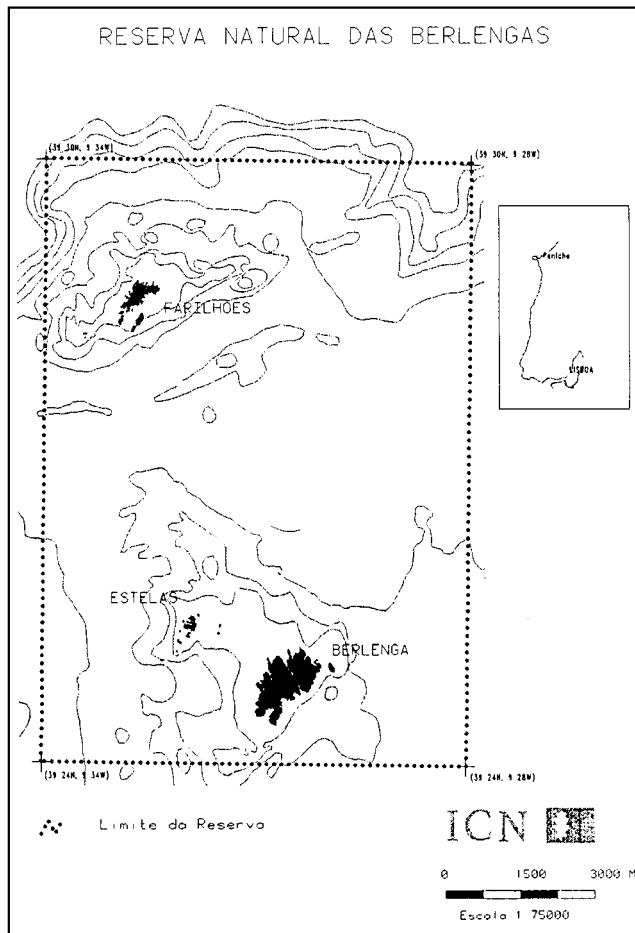 RESERVA NATURAL DAS BERLENGAS
(39 30N, 9 34W)
(39 30N, 9 28W)
Peniche
LISBOA
FARILHOES
ESTELAS
BERLENGA
(39 24N, 9 34W)
(39 24N, 9 28W)
Limite da Reserva
ICN
0 1500 3000 M
Escala 1 75000